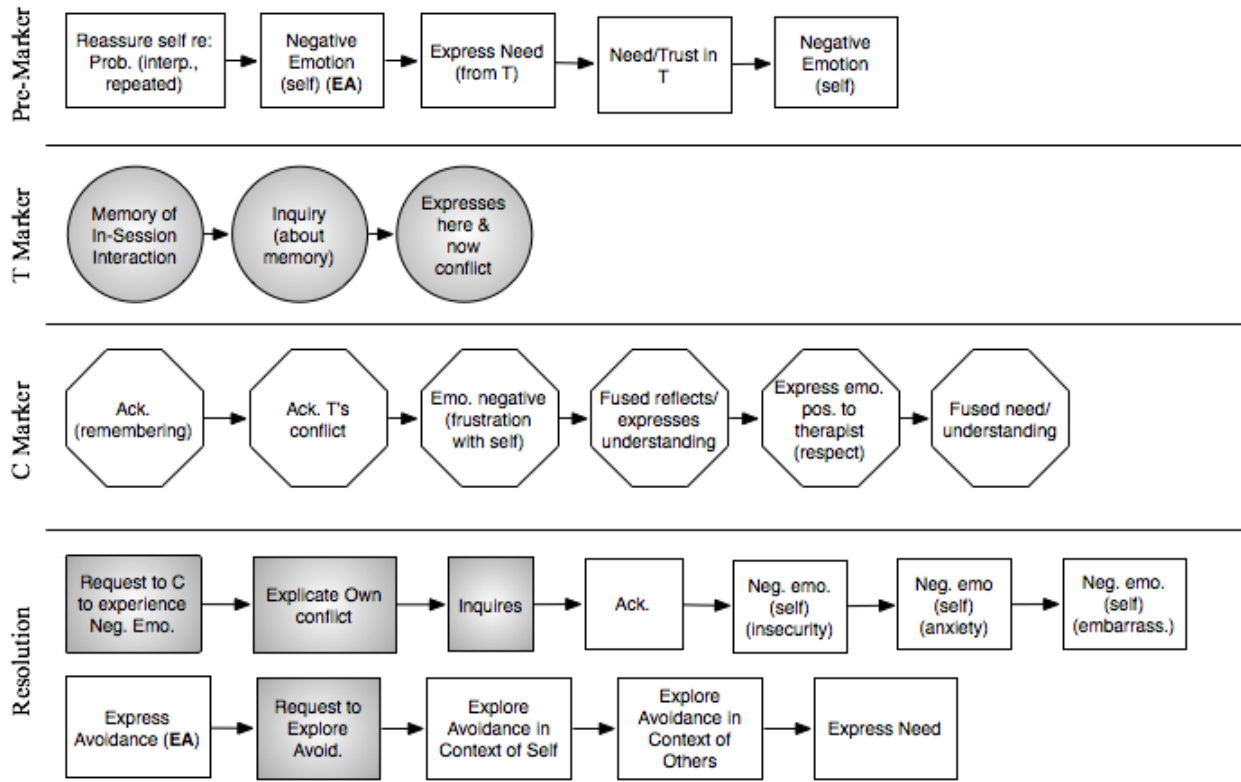 Pre-Marker
Reassure self re:
Prob. (interp.,
repeated)
Negative
Emotion
(self) (EA)
Express Need
(from T)
Need/Trust in
T
Negative
Emotion
(self)
T Marker
Memory of
In-Session
Interaction
Inquiry
(about
memory)
Expresses
here &
now
conflict
C Marker
Ack.
(remembering)
Ack. T's
conflict
Emo. negative
(frustration
with self)
Fused reflects/
expresses
understanding
Express emo.
pos. to
therapist
(respect)
Fused need/
understanding
Resolution
Request to C
to experience
Neg. Emo.
Explicate Own
conflict
Inquires
Ack.
Neg. emo.
(self)
(insecurity)
Neg. emo
(self)
(anxiety)
Neg. emo.
(self)
(embarrass.)
Express
Avoidance (EA)
Request to
Explore
Avoid.
Explore
Avoidance in
Context of Self
Explore
Avoidance in
Context of
Others
Express Need